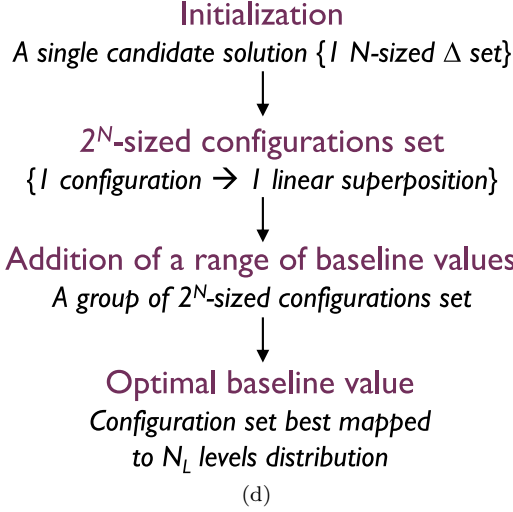 Initialization
A single candidate solution {1 N-sized Δ set}
2^N-sized configurations set
{1 configuration → 1 linear superposition}
Addition of a range of baseline values
A group of 2^N-sized configurations set
Optimal baseline value
Configuration set best mapped
to N_L levels distribution
(d)